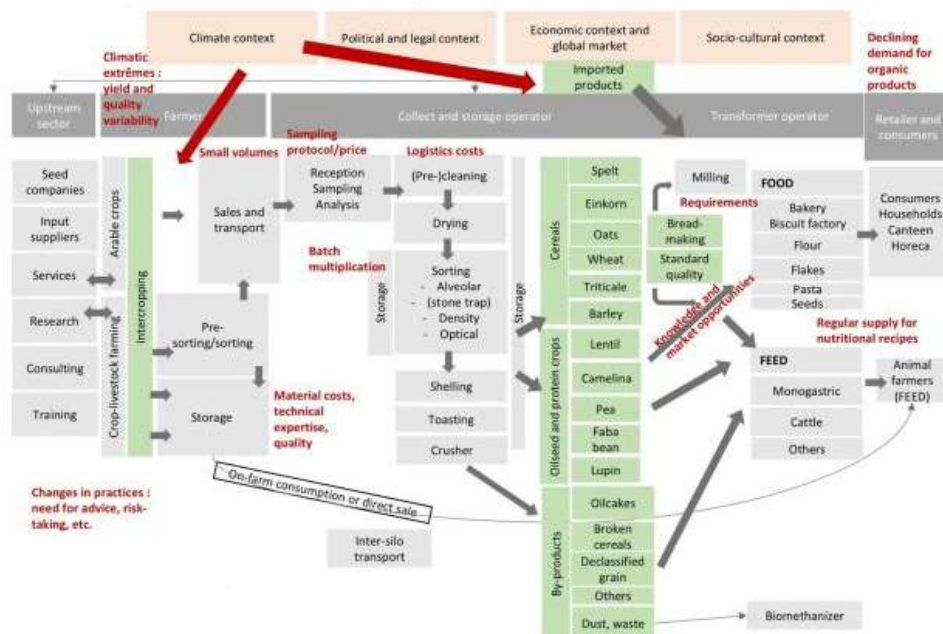 Climate context
Political and legal context
Economic context and
global market
Socio-cultural context
Declining
demand for
organic
products
Climatic
extrêmes :
yield and
quality
variability
Imported
products
Upstream
sector
Farmer
Collect and storage operator
Transformer operator
Retailer and
consumers
Small volumes
Sampling
protocol/price
Logistics costs
Seed
companies
Input
suppliers
Services
Research
Consulting
Training
Arable crops
Crop-livestock farming
Intercropping
Sales and
transport
Pre-
sorting/sorting
Storage
Reception
Sampling
Analysis
Batch
multiplication
Material costs,
technical
expertise,
quality
(Pre-)cleaning
Drying
Storage
Sorting
- Alveolar
- (stone trap)
- Density
- Optical
Shelling
Toasting
Crusher
Storage
Cereals
Spelt
Einkorn
Oats
Wheat
Triticale
Barley
Oilseed and protein crops
Lentil
Camelina
Pea
Faba
bean
Lupin
By-products
Oilcakes
Broken
cereals
Declassified
grain
Others
Dust, waste
Milling
Requirements
Bread-
making
Standard
quality
Knowledge and
market opportunities
FOOD
Bakery
Biscuit factory
Flour
Flakes
Pasta
Seeds
Consumers
Households
Canteen
Horeca
Regular supply for
nutritional recipes
FEED
Monogastric
Cattle
Others
Animal
farmers
(FEED)
Changes in practices :
need for advice, risk-
taking, etc.
On-farm consumption or direct sale
Inter-silo
transport
Biomethanizer